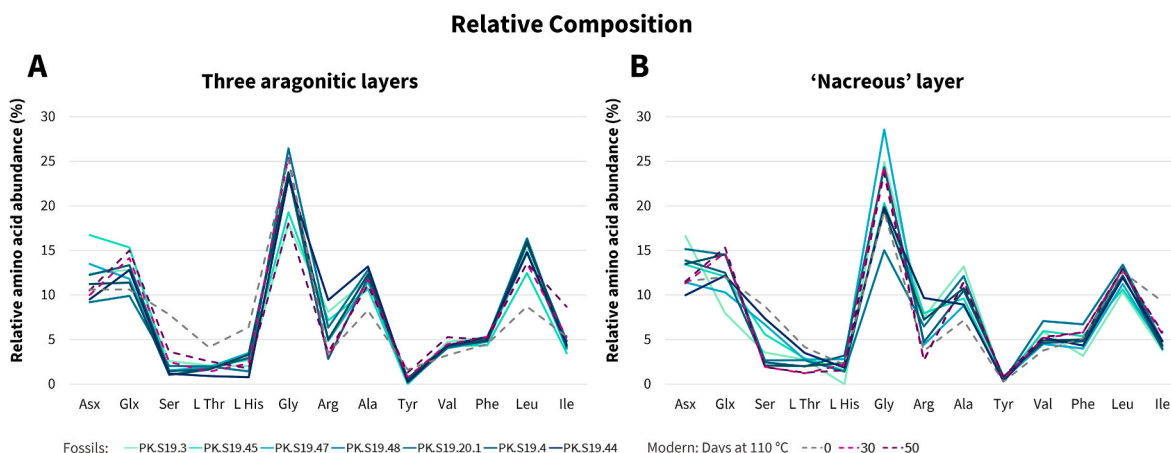 Relative Composition
A
Three aragonitic layers
Relative amino acid abundance (%)
30
25
20
15
10
5
0
Asx Glx Ser L Thr L His Gly Arg Ala Tyr Val Phe Leu Ile
B
‘Nacreous’ layer
Relative amino acid abundance (%)
30
25
20
15
10
5
0
Asx Glx Ser L Thr L His Gly Arg Ala Tyr Val Phe Leu Ile
Fossils: PK.S19.3 PK.S19.45 PK.S19.47 PK.S19.48 PK.S19.20.1 PK.S19.4 PK.S19.44 Modern: Days at 110 °C 0 30 50